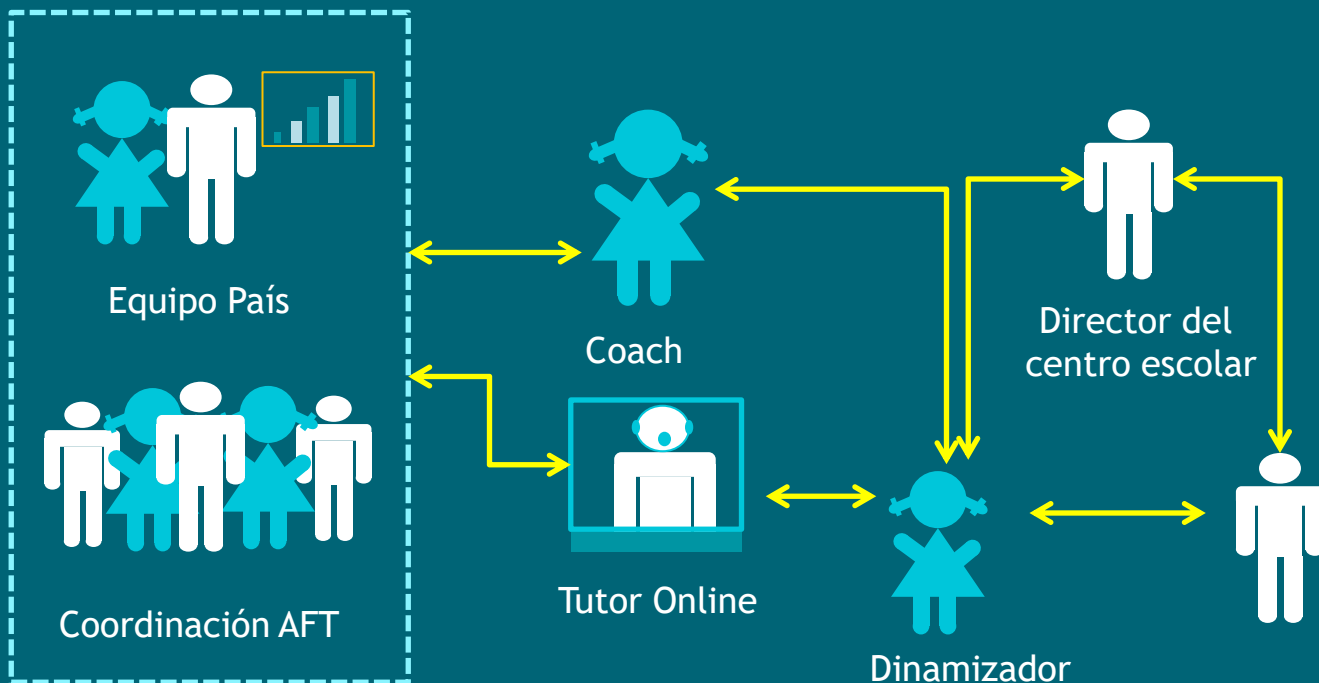 Equipo País
Coordinación AFT
Coach
Tutor Online
Director del
centro escolar
Dinamizador